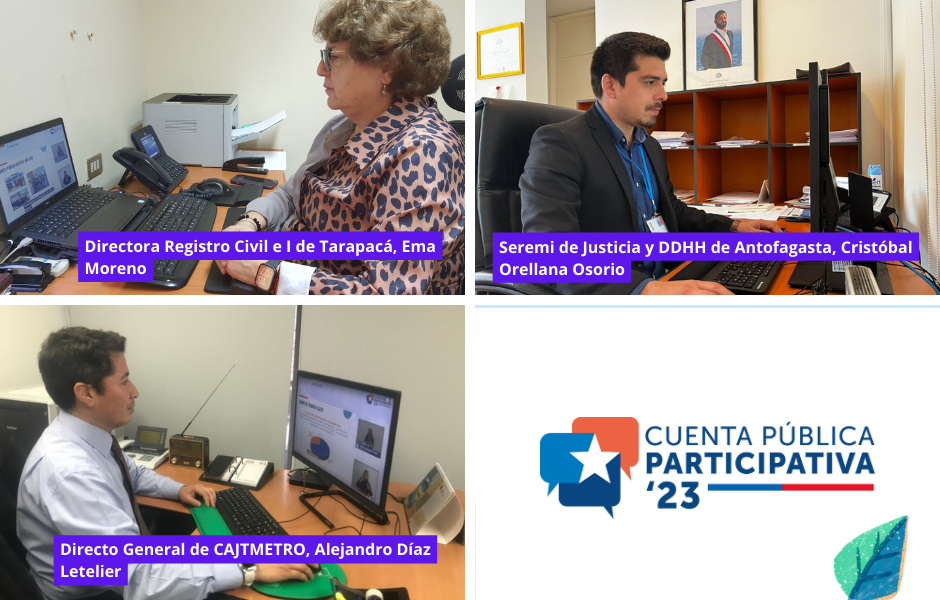 Directora Registro Civil e I de Tarapacá, Ema
Moreno
Seremi de Justicia y DDHH de Antofagasta, Cristóbal
Orellana Osorio
Directo General de CAJTMETRO, Alejandro Díaz
Letelier
CUENTA PÚBLICA
PARTICIPATIVA
‘23